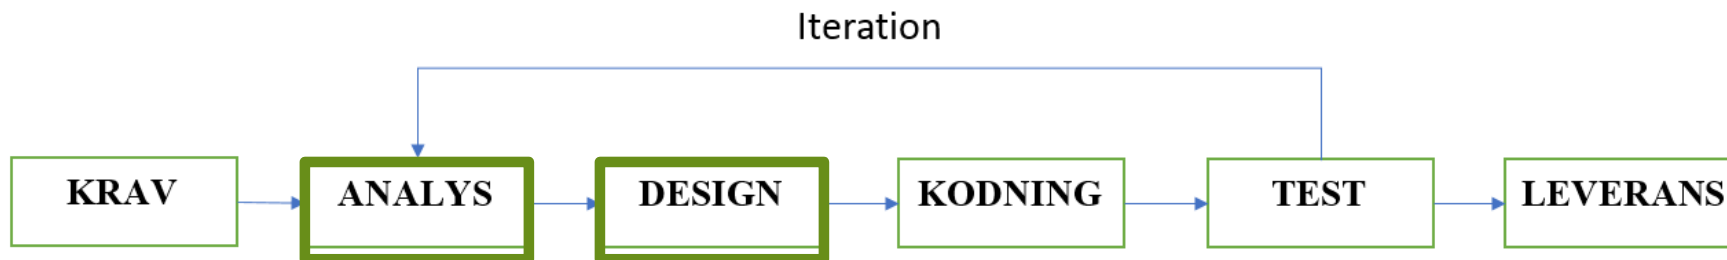 Iteration
KRAV
ANALYS
DESIGN
KODNING
TEST
LEVERANS